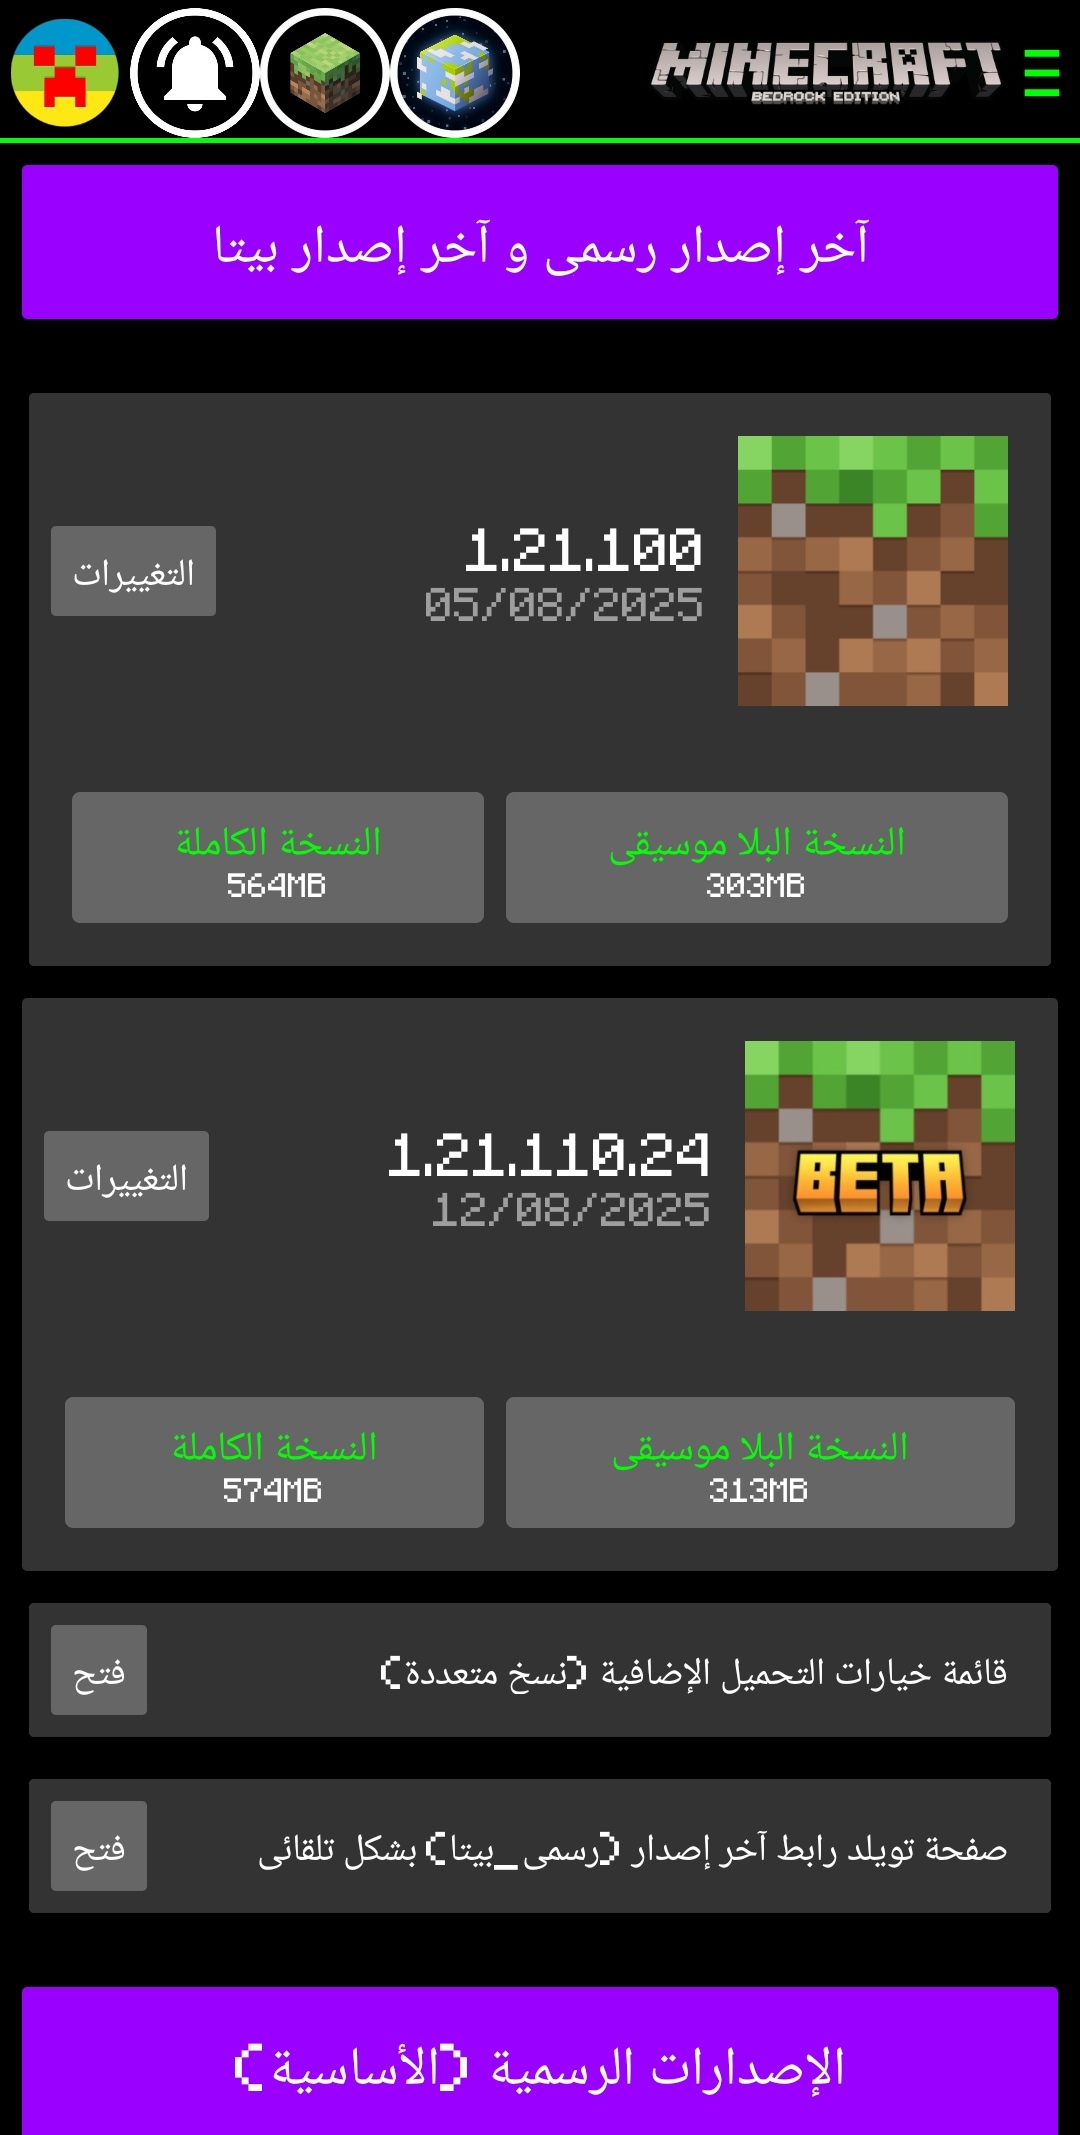 MINECRAFT
BEDROCK EDITION
آخر إصدار رسمى و آخر إصدار بيتا
1.21.100
05/08/2025
التغييرات
النسخة البلا موسيقى
303MB
النسخة الكاملة
564MB
BETA
1.21.110.24
12/08/2025
التغييرات
النسخة البلا موسيقى
313MB
النسخة الكاملة
574MB
قائمة خيارات التحميل الإضافية (نسخ متعددة)
فتح
صفحة تويلد رابط آخر إصدار (رسمى_بيتا) بشكل تلقائى
فتح
الإصدارات الرسمية (الأساسية)